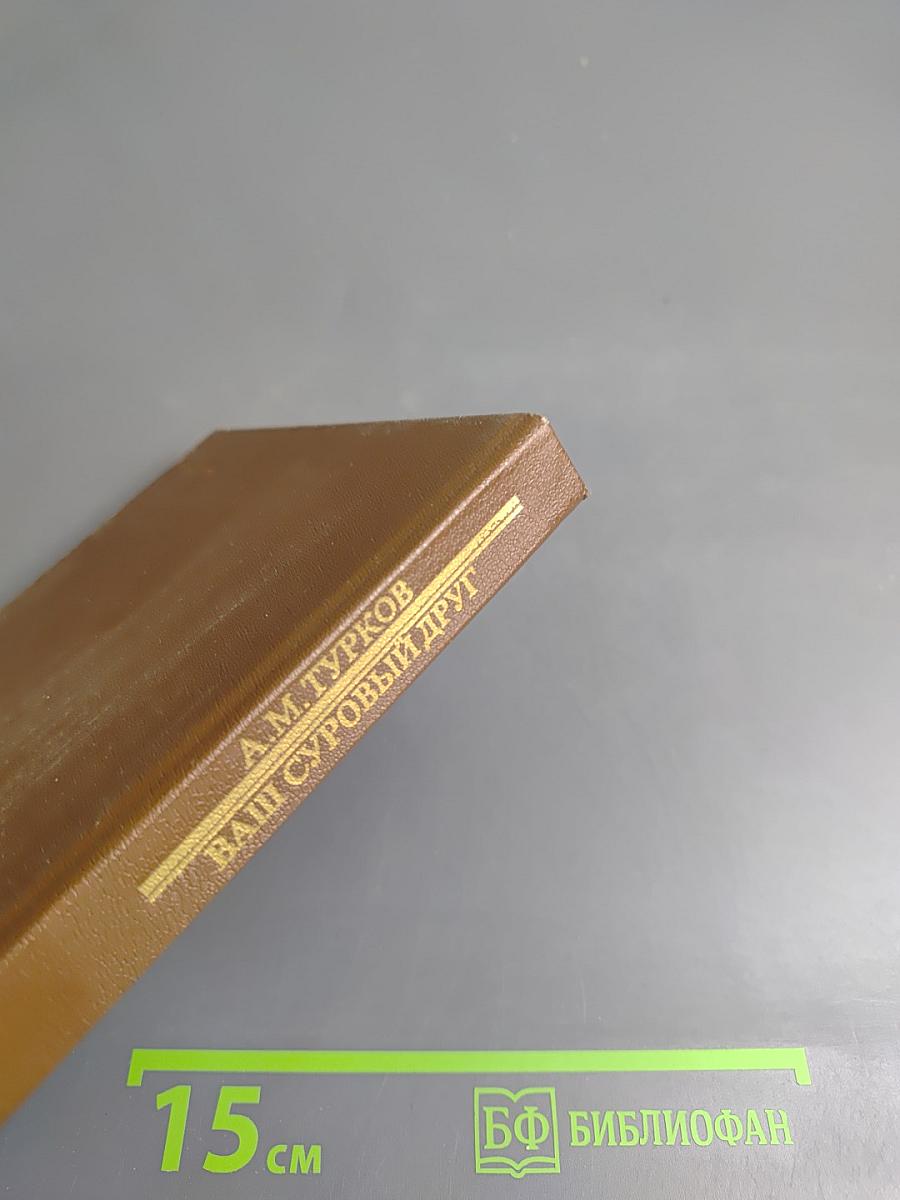 А.М. ТУРКОВ
ВАШ СУРОВЫЙ ДРУГ
15 см
БФ БИБЛИОФАН